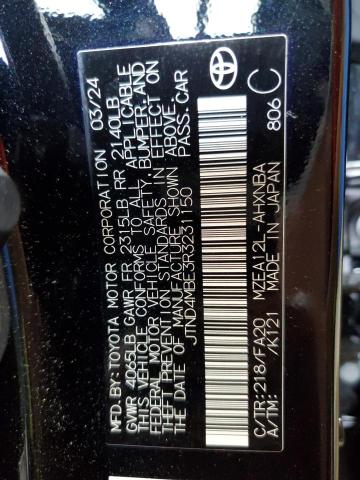 MFD.BY:TOYOTA MOTOR CORPORATION 03/24
GVWR 4065LB GAWR FR 2315LB RR 2140LB
THIS VEHICLE CONFORMS TO ALL APPLICABLE
FEDERAL MOTOR VEHICLE SAFETY, BUMPER, AND
THEFT PREVENTION STANDARDS IN EFFECT
ON THE DATE OF MANUFACTURE SHOWN ABOVE.
JTND4MBE3R3231150 PASS.CAR
C/TR:218/FA20 MZEA12L-AHXNBA
A/TM: /K121 MADE IN JAPAN 806
C
TOYOTA